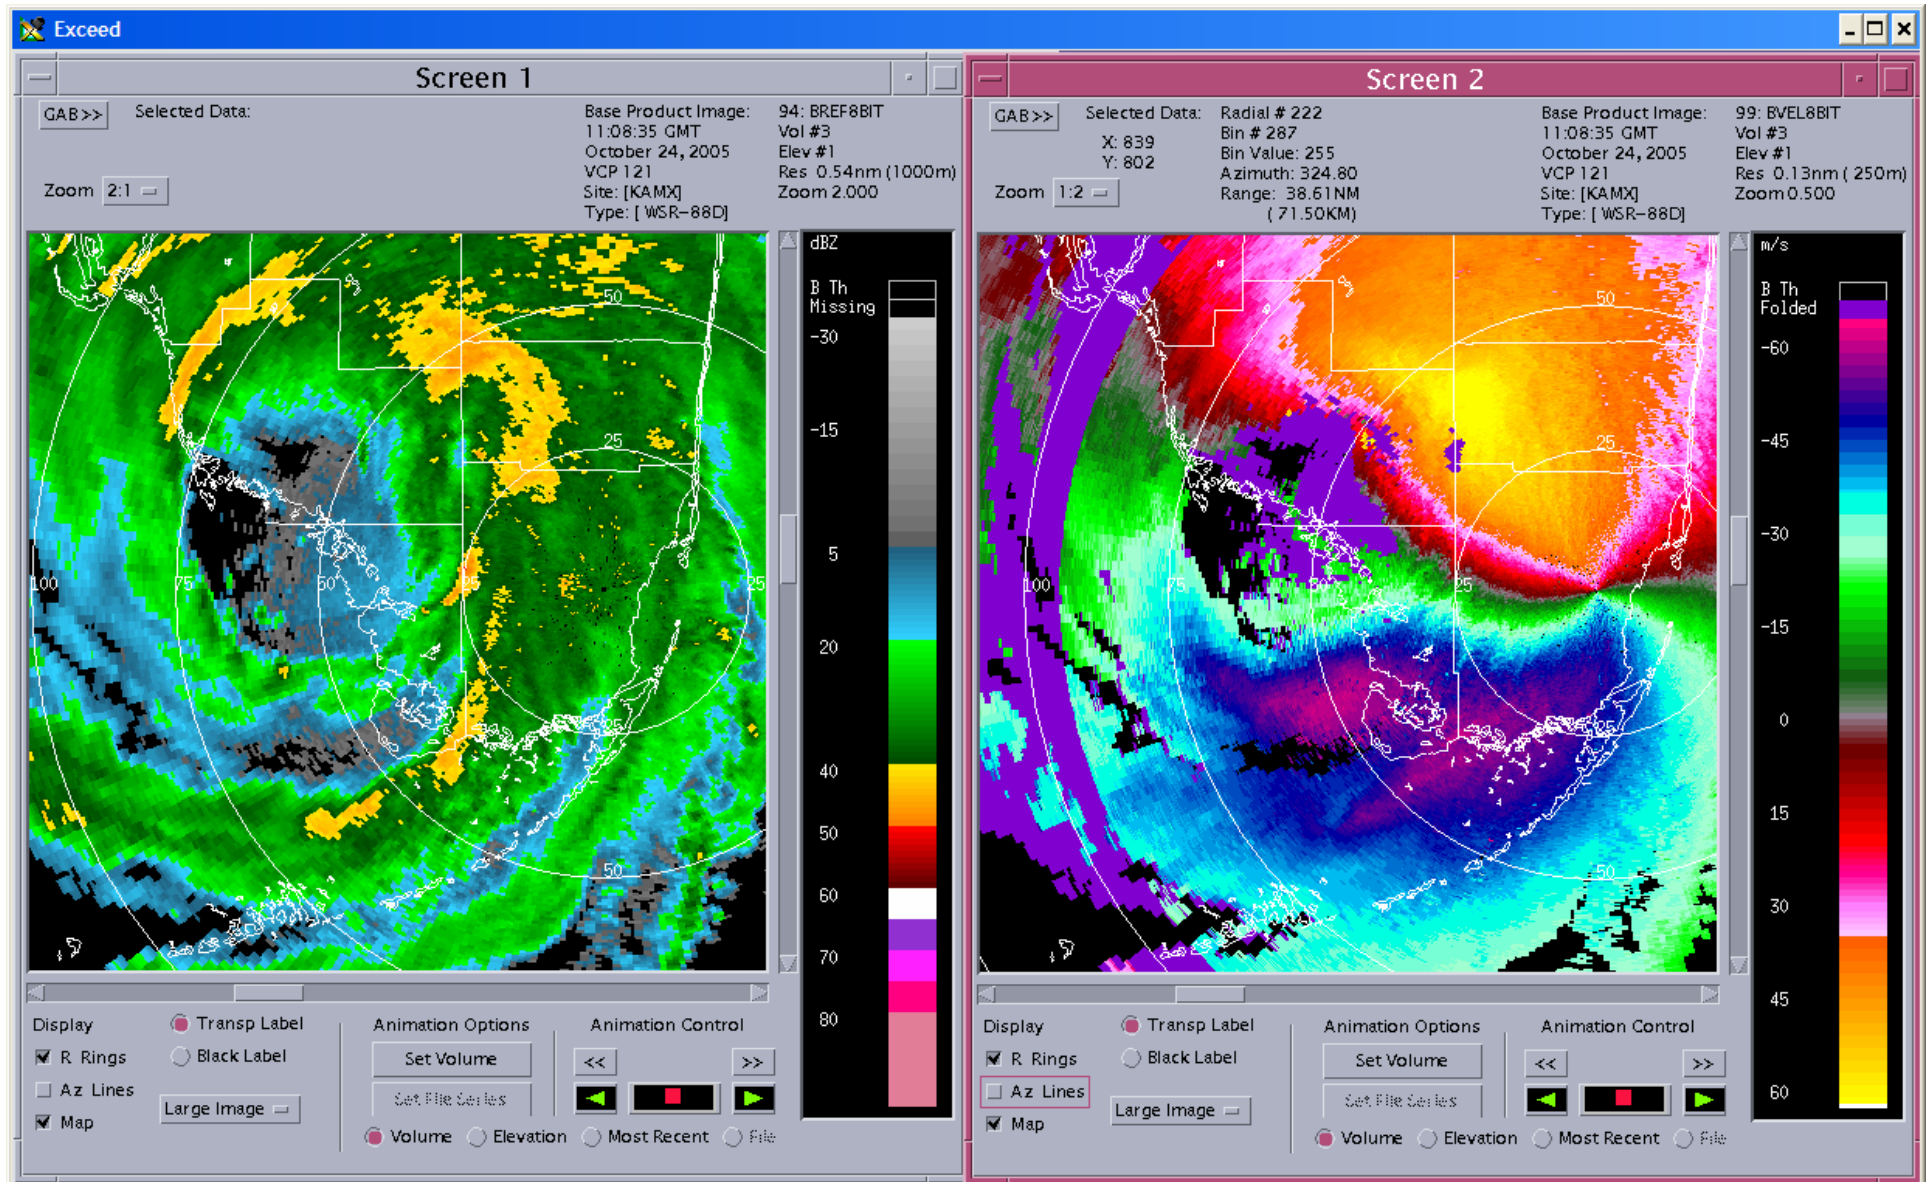 Exceed
Screen 1
GAB>>
Selected Data:
Base Product Image:
11:08:35 GMT
October 24, 2005
VCP 121
Site: [KAMX]
Type: [ WSR-88D]
94: BREF8BIT
Vol #3
Elev #1
Res 0.54nm (1000m)
Zoom 2.000
Zoom 2:1
50
25
100 75 50 25 25
25
50
dBZ
B Th
Missing
-30
-15
5
20
40
50
60
70
80
Display
R Rings
Az Lines
Map
Transp Label
Black Label
Large Image
Animation Options
Set Volume
Set File Series
Animation Control
<< >>
Volume Elevation Most Recent File
Screen 2
GAB>>
Selected Data:
X: 839
Y: 802
Radial # 222
Bin # 287
Bin Value: 255
Azimuth: 324.80
Range: 38.61NM
( 71.50KM)
Base Product Image:
11:08:35 GMT
October 24, 2005
VCP 121
Site: [KAMX]
Type: [ WSR-88D]
99: BVEL8BIT
Vol #3
Elev #1
Res 0.13nm ( 250m)
Zoom 0.500
Zoom 1:2
50
25
100 75 50 25
25
50
m/s
B Th
Folded
-60
-45
-30
-15
0
15
30
45
60
Display
R Rings
Az Lines
Map
Transp Label
Black Label
Large Image
Animation Options
Set Volume
Set File Series
Animation Control
<< >>
Volume Elevation Most Recent File